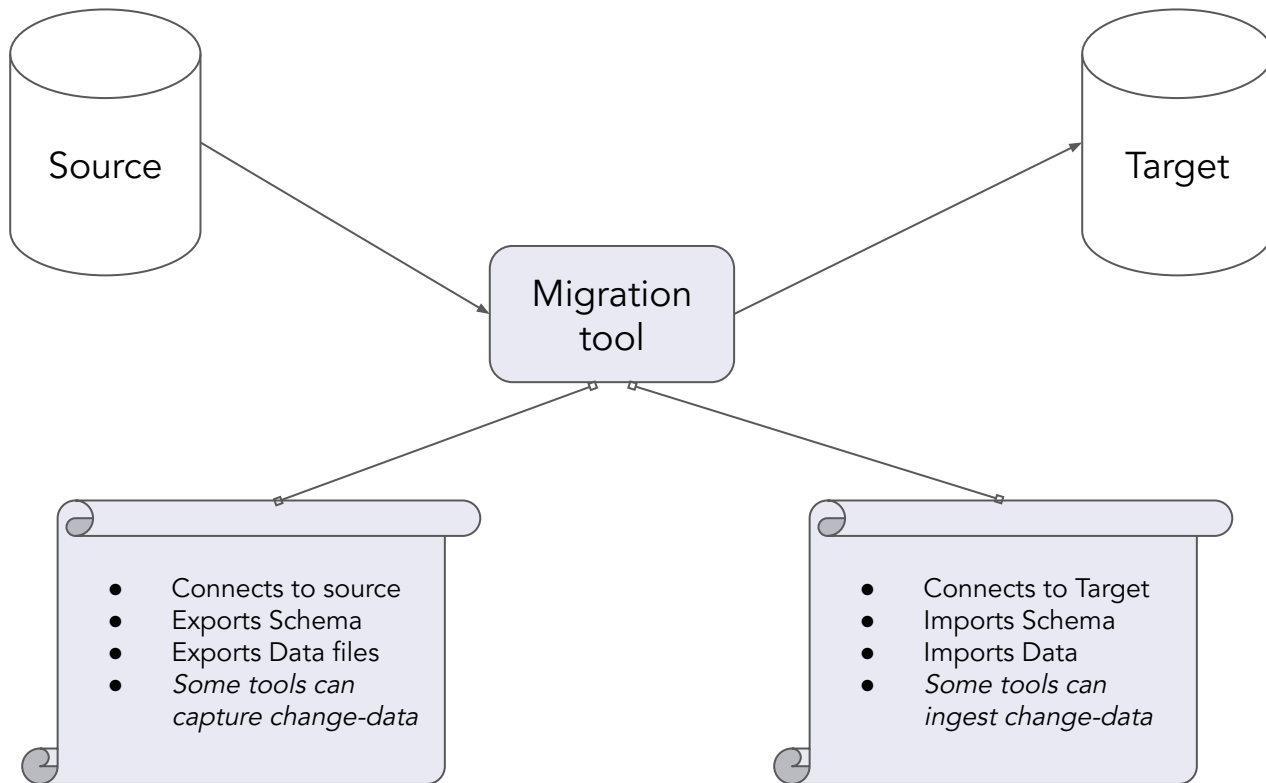 Source
Target
Migration
tool
● Connects to source
● Exports Schema
● Exports Data files
● Some tools can
capture change-data
● Connects to Target
● Imports Schema
● Imports Data
● Some tools can
ingest change-data